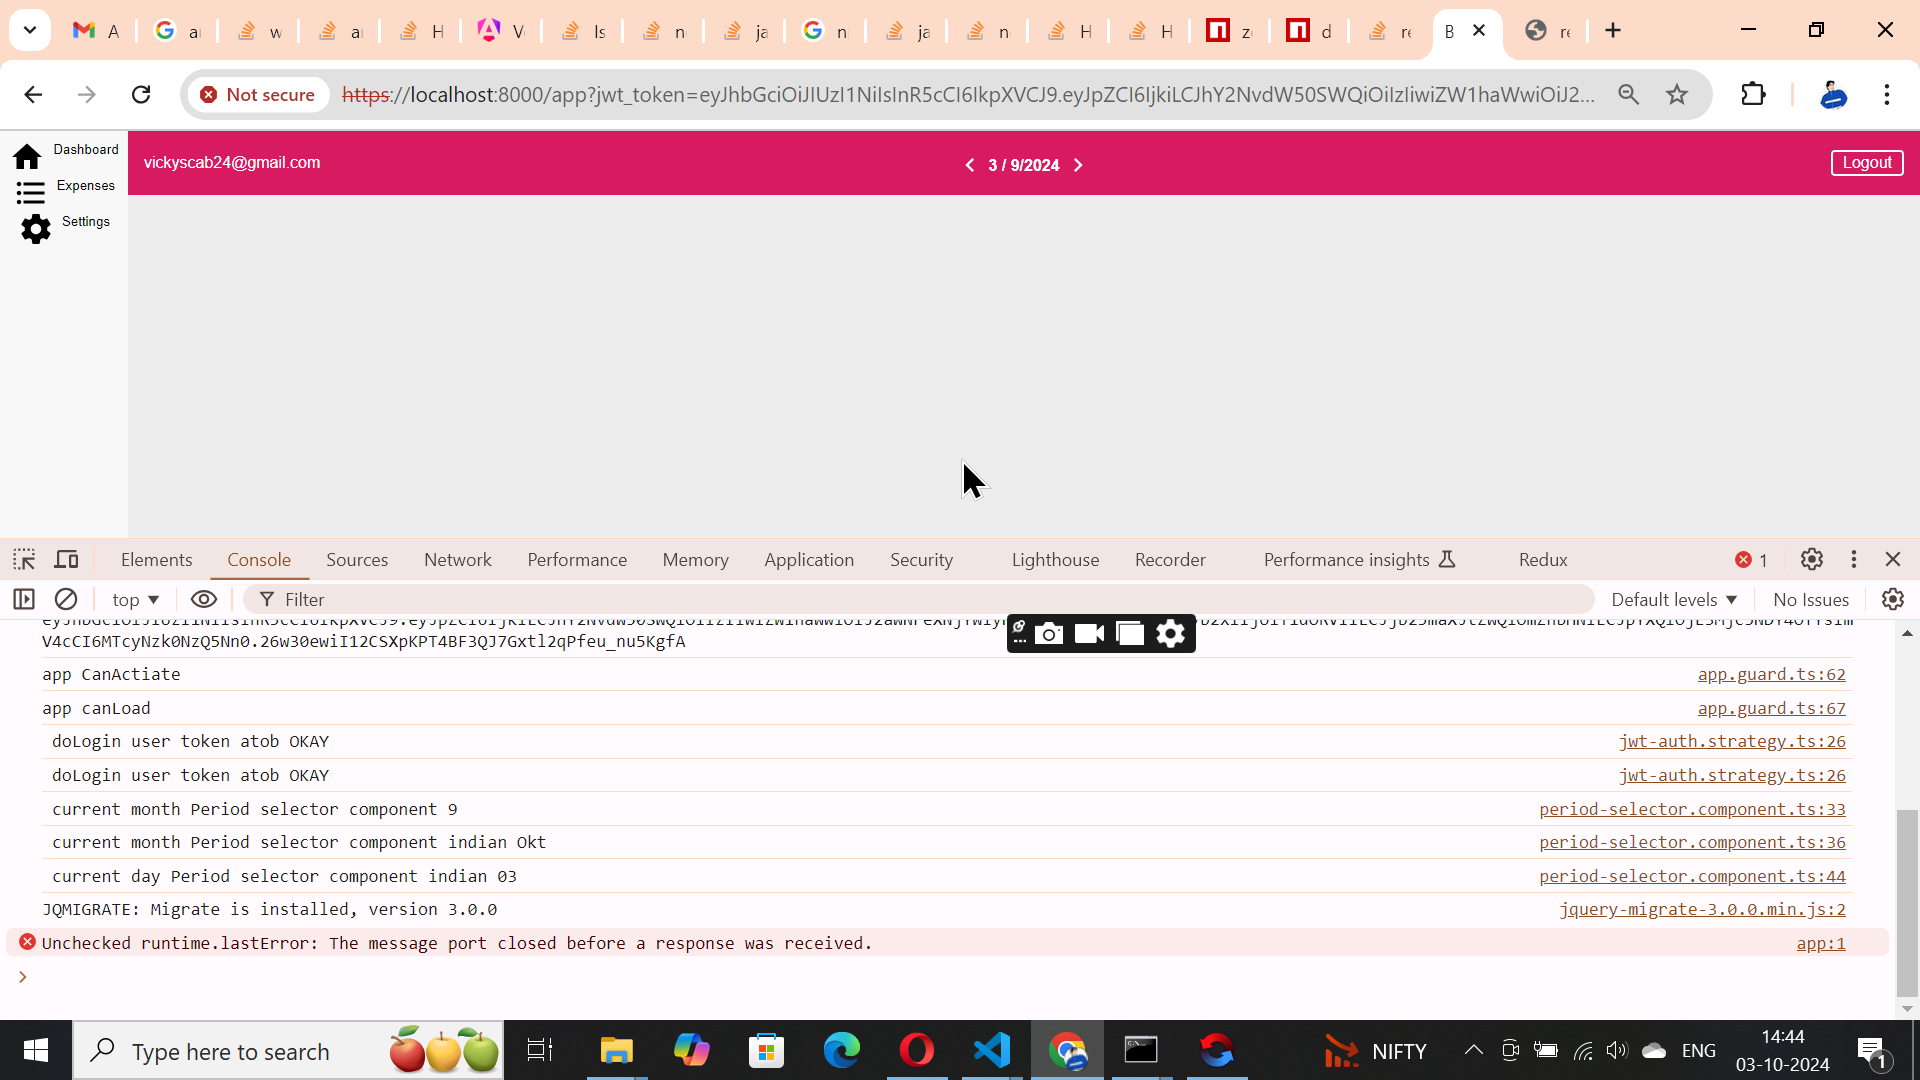 A
a
w
a
H
V
Is
n
ja
n
ja
n
H
H
z
d
re
B
re
Not secure
https://localhost:8000/app?jwt_token=eyJhbGciOiJIUzI1NiIsInR5cCI6IkpXVCJ9.eyJpZCI6IjkiLCJhY2NvdW50SWQiOiIzIiwiZW1haWwiOiJ2...
Dashboard
Expenses
Settings
vickyscab24@gmail.com
3 / 9/2024
Logout
Elements
Console
Sources
Network
Performance
Memory
Application
Security
Lighthouse
Recorder
Performance insights
Redux
1
top
Filter
Default levels
No Issues
V4cCI6MTcyNzk0NzQ5Nn0.26w30ewiI12CSXpKPT4BF3QJ7Gxtl2qPfeu_nu5KgfA
app CanActiate app.guard.ts:62
app canLoad app.guard.ts:67
doLogin user token atob OKAY jwt-auth.strategy.ts:26
doLogin user token atob OKAY jwt-auth.strategy.ts:26
current month Period selector component 9 period-selector.component.ts:33
current month Period selector component indian Okt period-selector.component.ts:36
current day Period selector component indian 03 period-selector.component.ts:44
JQMIGRATE: Migrate is installed, version 3.0.0 jquery-migrate-3.0.0.min.js:2
Unchecked runtime.lastError: The message port closed before a response was received. app:1
Type here to search
NIFTY
ENG
14:44
03-10-2024
1